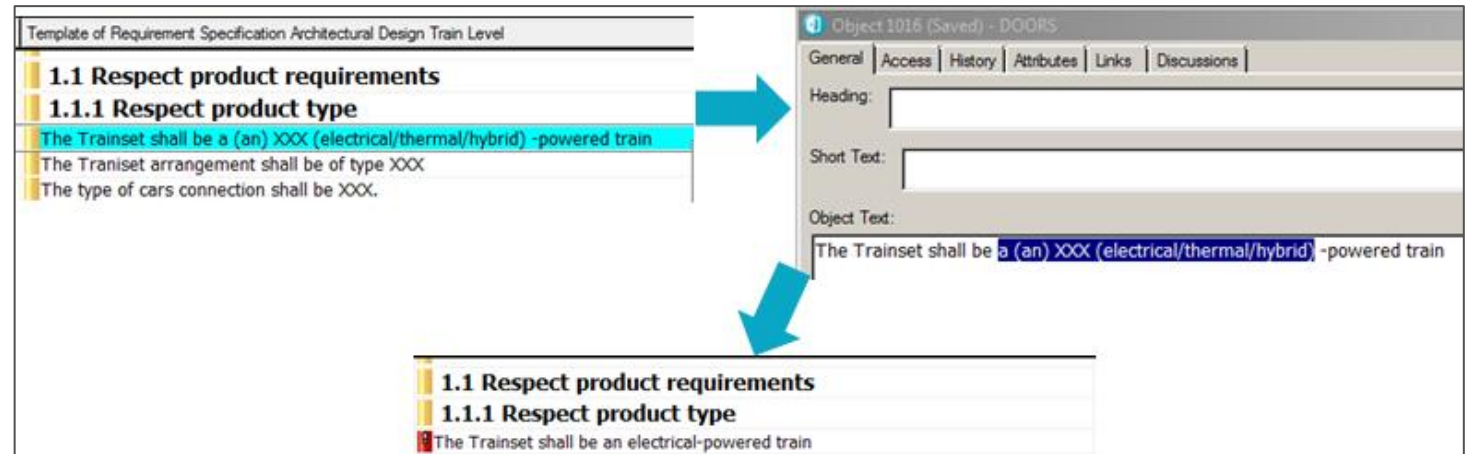 Template of Requirement Specification Architectural Design Train Level
1.1 Respect product requirements
1.1.1 Respect product type
The Trainset shall be a (an) XXX (electrical/thermal/hybrid) -powered train
The Traniset arrangement shall be of type XXX
The type of cars connection shall be XXX.
Object 1016 (Saved) - DOORS
General Access History Attributes Links Discussions
Heading:
Short Text:
Object Text:
The Trainset shall be a (an) XXX (electrical/thermal/hybrid) -powered train
1.1 Respect product requirements
1.1.1 Respect product type
The Trainset shall be an electrical-powered train